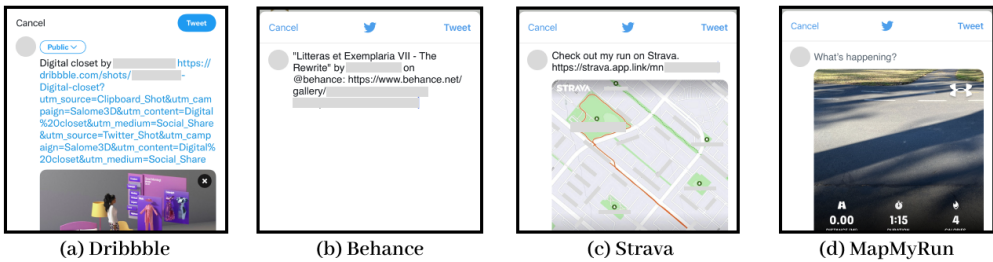 Cancel
Tweet
Public
Digital closet by https://
dribbble.com/shots/ -
Digital-closet?
utm_source=Clipboard_Shot&utm_cam
paign=Salome3D&utm_content=Digital
%20closet&utm_medium=Social_Share
&utm_source=Twitter_Shot&utm_camp
aign=Salome3D&utm_content=Digital%
20closet&utm_medium=Social_Share
(a) Dribbble
Cancel
Tweet
"Litteras et Exemplaria VII - The
Rewrite" by on
@behance: https://www.behance.net/
gallery/
(b) Behance
Cancel
Tweet
Check out my run on Strava.
https://strava.app.link/mn
STRAVA
(c) Strava
Cancel
Tweet
What's happening?
0.00 1:15 4
(d) MapMyRun